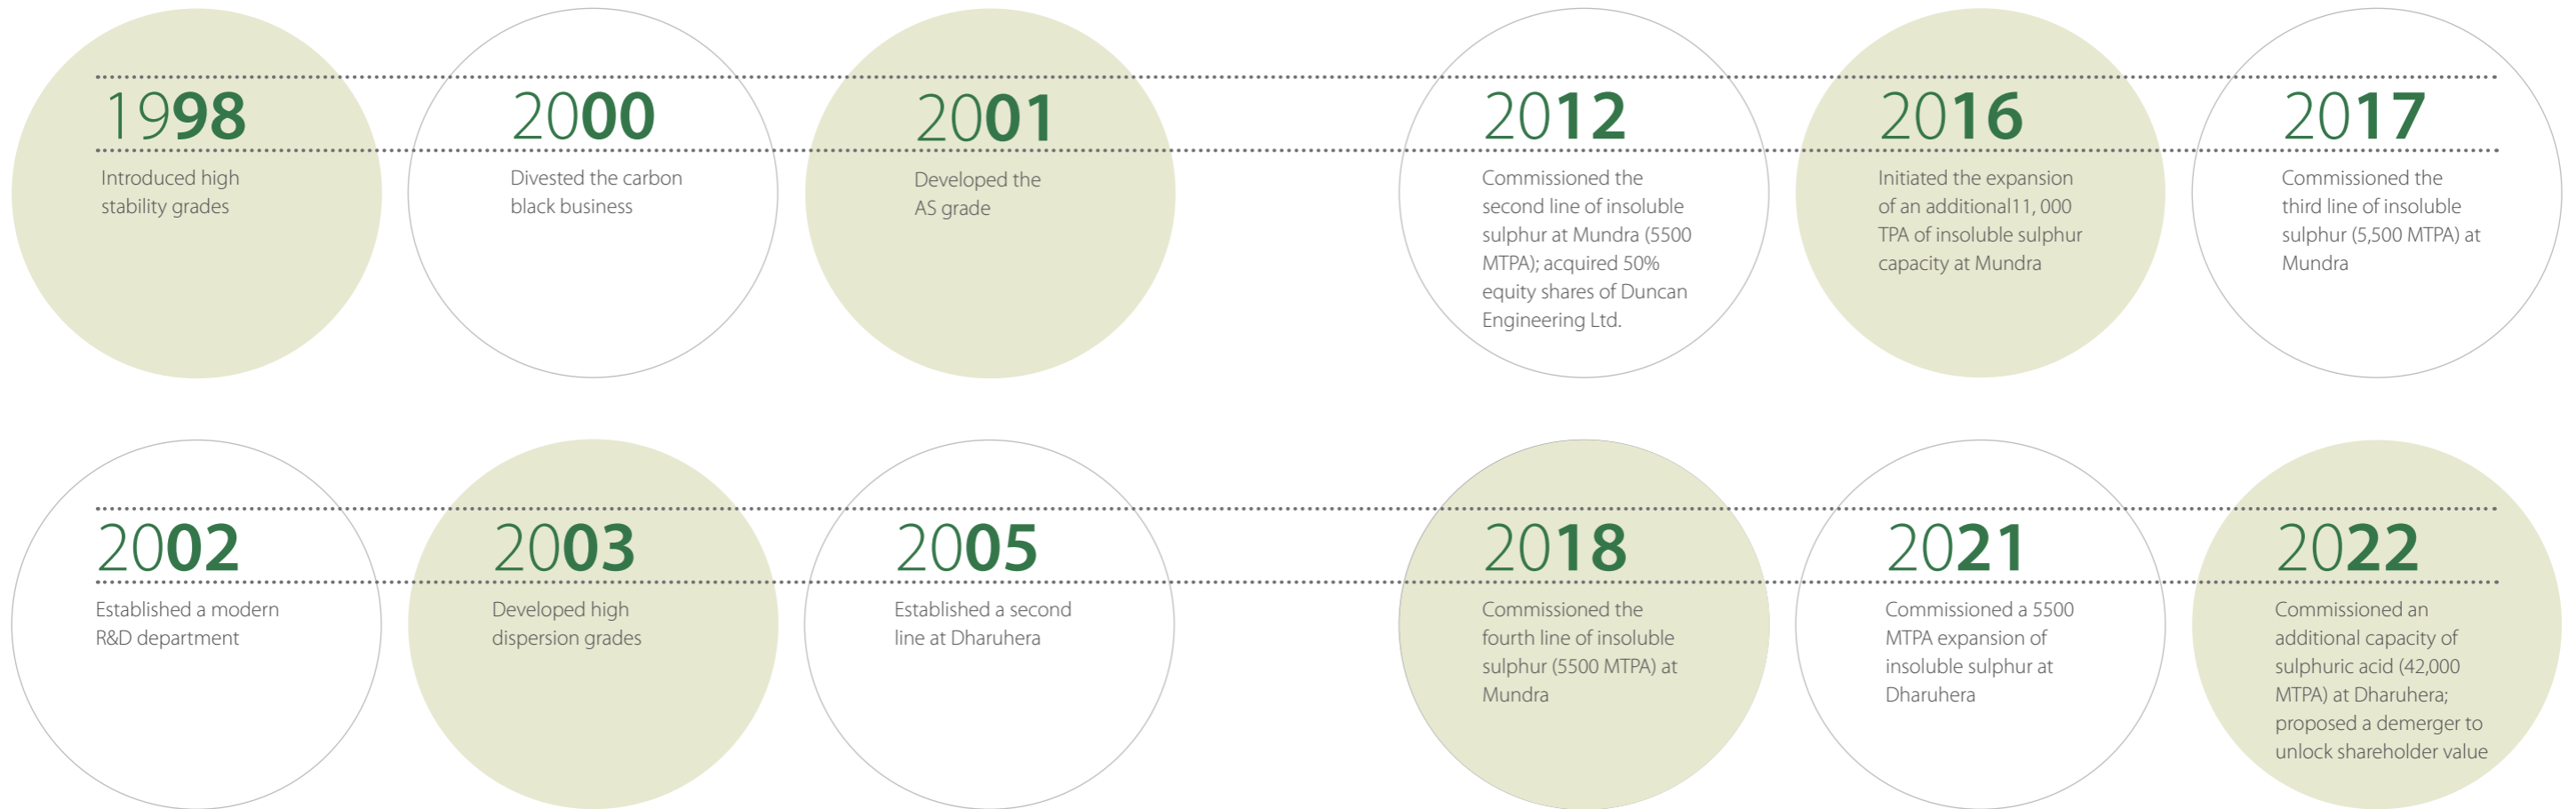 1998
Introduced high
stability grades
2000
Divested the carbon
black business
2001
Developed the
AS grade
2002
Established a modern
R&D department
2003
Developed high
dispersion grades
2005
Established a second
line at Dharuhera
2012
Commissioned the
second line of insoluble
sulphur at Mundra (5500
MTPA); acquired 50%
equity shares of Duncan
Engineering Ltd.
2016
Initiated the expansion
of an additional11, 000
TPA of insoluble sulphur
capacity at Mundra
2017
Commissioned the
third line of insoluble
sulphur (5,500 MTPA) at
Mundra
2018
Commissioned the
fourth line of insoluble
sulphur (5500 MTPA) at
Mundra
2021
Commissioned a 5500
MTPA expansion of
insoluble sulphur at
Dharuhera
2022
Commissioned an
additional capacity of
sulphuric acid (42,000
MTPA) at Dharuhera;
proposed a demerger to
unlock shareholder value